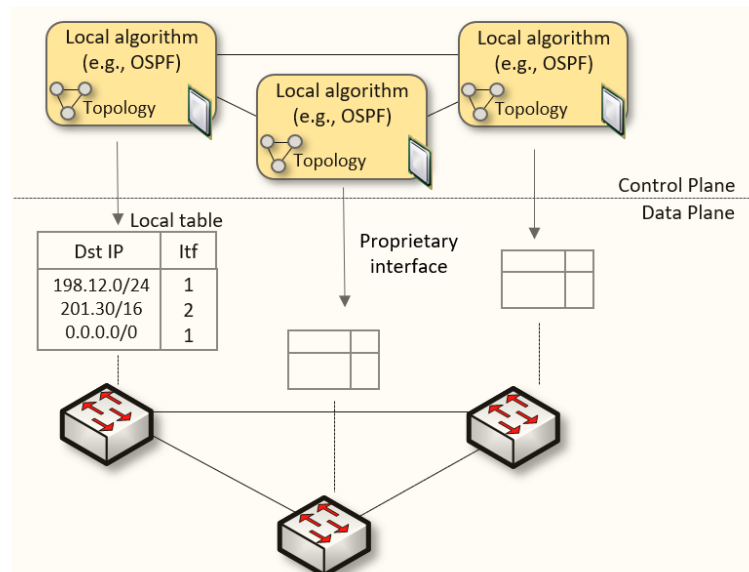 Local algorithm
(e.g., OSPF)
Topology
Local algorithm
(e.g., OSPF)
Topology
Local algorithm
(e.g., OSPF)
Topology
Control Plane
Data Plane
Local table
Dst IP Itf
198.12.0/24 1
201.30/16 2
0.0.0.0/0 1
Proprietary
interface